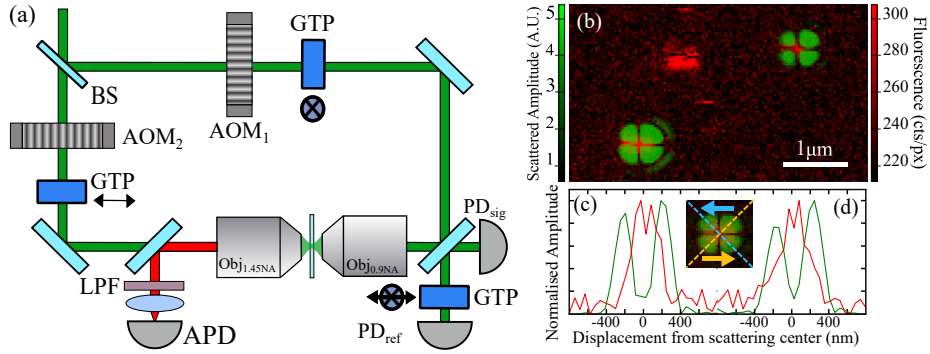 (a)
GTP
BS
AOM1
AOM2
GTP
PDsig
Obj1.45NA
Obj0.9NA
LPF
GTP
APD
PDref
(b)
Scattered Amplitude (A.U.)
4
3
2
1
1μm
300
280
260
240
220
Fluorescence (cts/px)
(c)
(d)
Normalised Amplitude
-400 0 400 -400 0 400
Displacement from scattering center (nm)